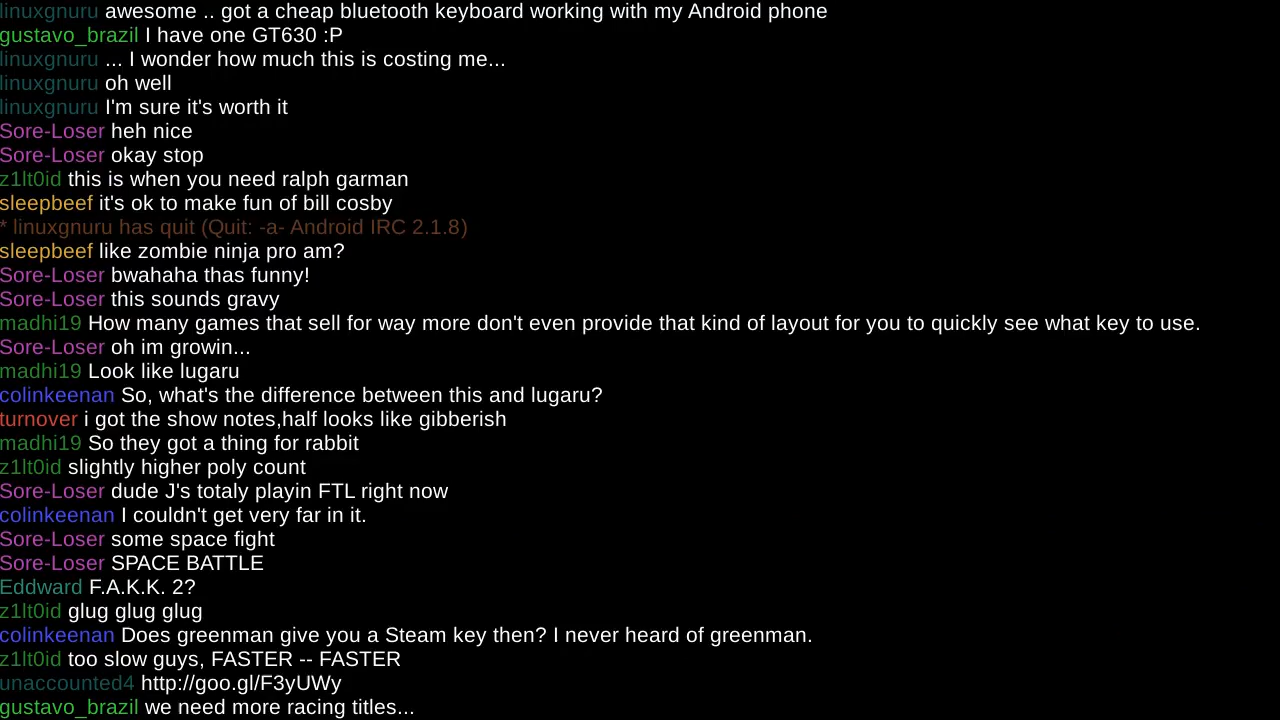 linuxgnuru awesome .. got a cheap bluetooth keyboard working with my Android phone
gustavo_brazil I have one GT630 :P
linuxgnuru ... I wonder how much this is costing me...
linuxgnuru oh well
linuxgnuru I'm sure it's worth it
Sore-Loser heh nice
Sore-Loser okay stop
z1lt0id this is when you need ralph garman
sleepbeef it's ok to make fun of bill cosby
* linuxgnuru has quit (Quit: -a- Android IRC 2.1.8)
sleepbeef like zombie ninja pro am?
Sore-Loser bwahaha thas funny!
Sore-Loser this sounds gravy
madhi19 How many games that sell for way more don't even provide that kind of layout for you to quickly see what key to use.
Sore-Loser oh im growin...
madhi19 Look like lugaru
colinkeenan So, what's the difference between this and lugaru?
turnover i got the show notes,half looks like gibberish
madhi19 So they got a thing for rabbit
z1lt0id slightly higher poly count
Sore-Loser dude J's totaly playin FTL right now
colinkeenan I couldn't get very far in it.
Sore-Loser some space fight
Sore-Loser SPACE BATTLE
Eddward F.A.K.K. 2?
z1lt0id glug glug glug
colinkeenan Does greenman give you a Steam key then? I never heard of greenman.
z1lt0id too slow guys, FASTER -- FASTER
unaccounted4 http://goo.gl/F3yUWy
gustavo_brazil we need more racing titles...